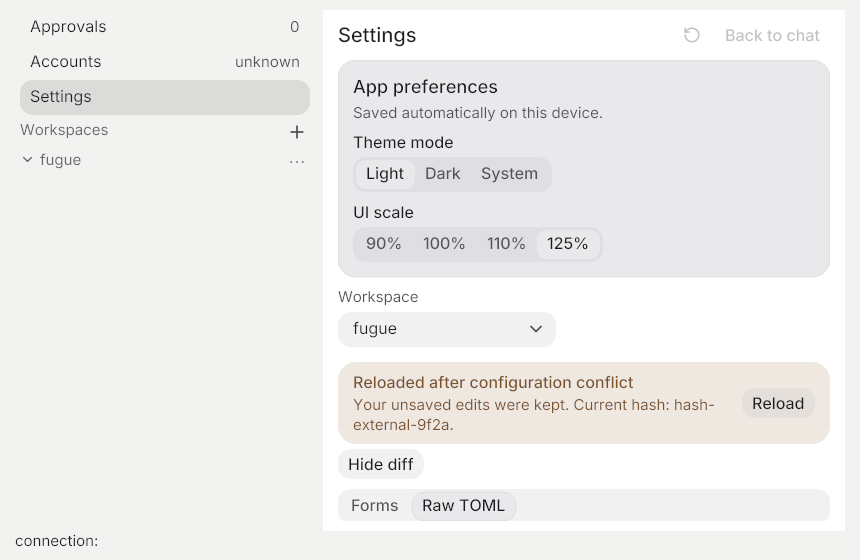 Approvals 0
Accounts unknown
Settings
Workspaces +
fugue ...
connection:
Settings Back to chat
App preferences
Saved automatically on this device.
Theme mode
Light Dark System
UI scale
90% 100% 110% 125%
Workspace
fugue
Reloaded after configuration conflict
Your unsaved edits were kept. Current hash: hash-
external-9f2a.
Reload
Hide diff
Forms Raw TOML